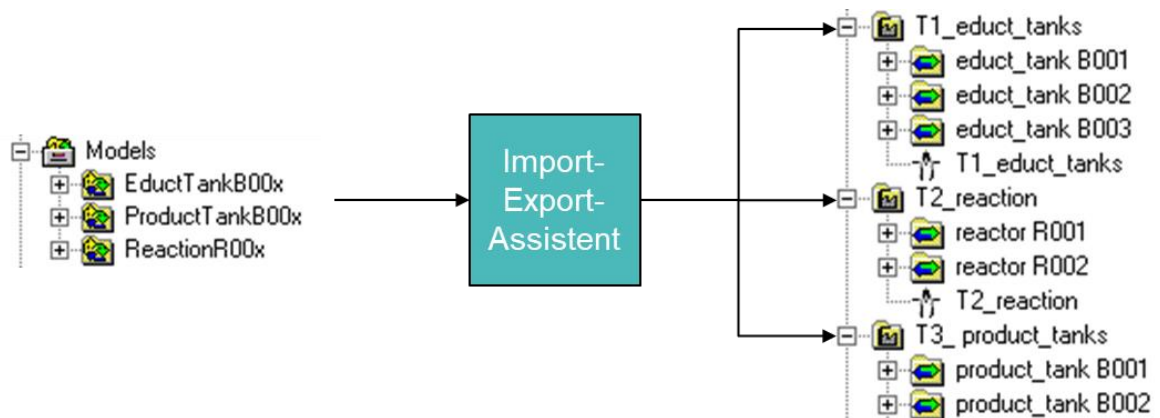 Models
EductTankB00x
ProductTankB00x
ReactionR00x
Import-
Export-
Assistent
T1_educt_tanks
educt_tank B001
educt_tank B002
educt_tank B003
T1_educt_tanks
T2_reaction
reactor R001
reactor R002
T2_reaction
T3_ product_tanks
product_tank B001
product_tank B002